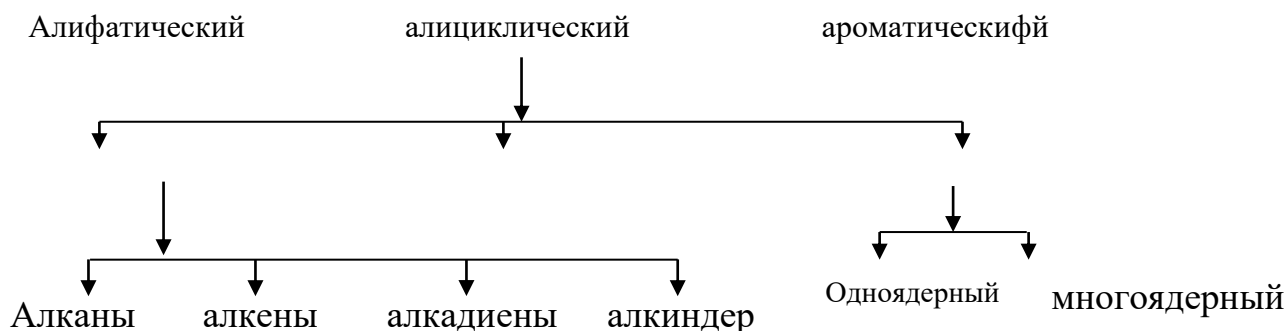 Алифатический алициклический ароматическифй
Одноядерный многоядерный
Алканы алкены алкадиены алкиндер